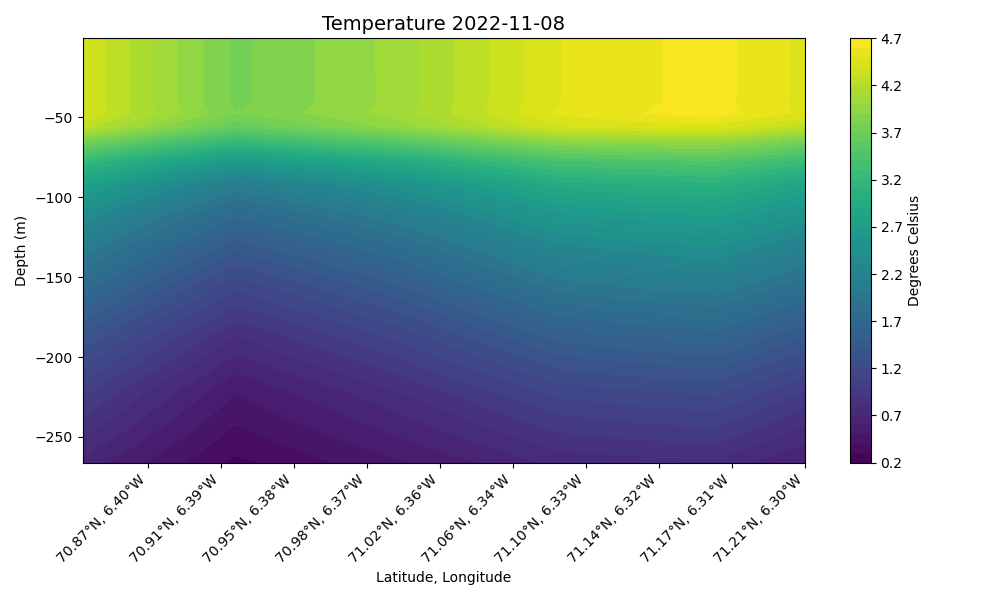 Temperature 2022-11-08
Depth (m)
−50
−100
−150
−200
−250
70.87°N, 6.40°W
70.91°N, 6.39°W
70.95°N, 6.38°W
70.98°N, 6.37°W
71.02°N, 6.36°W
71.06°N, 6.34°W
71.10°N, 6.33°W
71.14°N, 6.32°W
71.17°N, 6.31°W
71.21°N, 6.30°W
Latitude, Longitude
4.7
4.2
3.7
3.2
2.7
2.2
1.7
1.2
0.7
0.2
Degrees Celsius